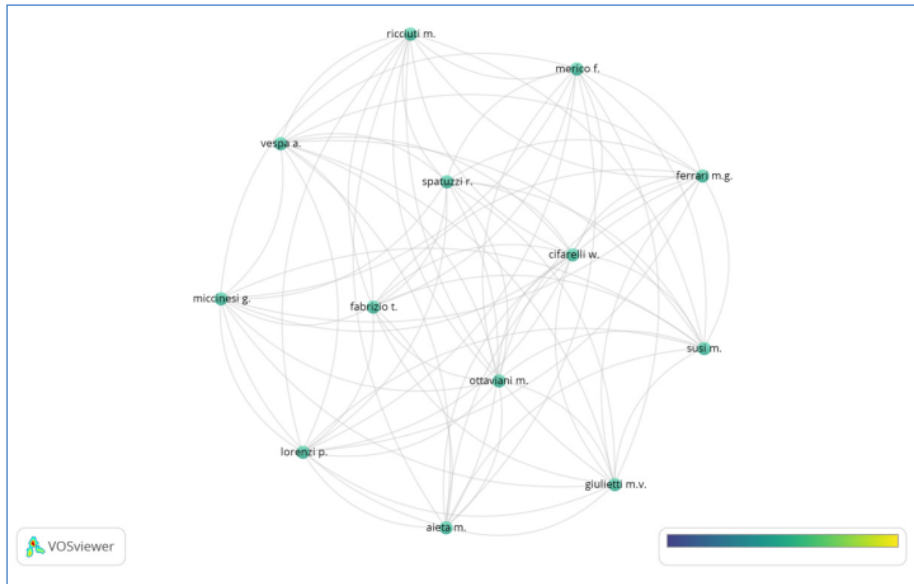 ricciuti m.
merico f.
vespa a.
ferrari m.g.
spatuzzi r.
cifarelli w.
miccinesi g.
fabrizio t.
susi m.
ottaviani m.
lorenzi p.
giulietti m.v.
aieta m.
VOSviewer